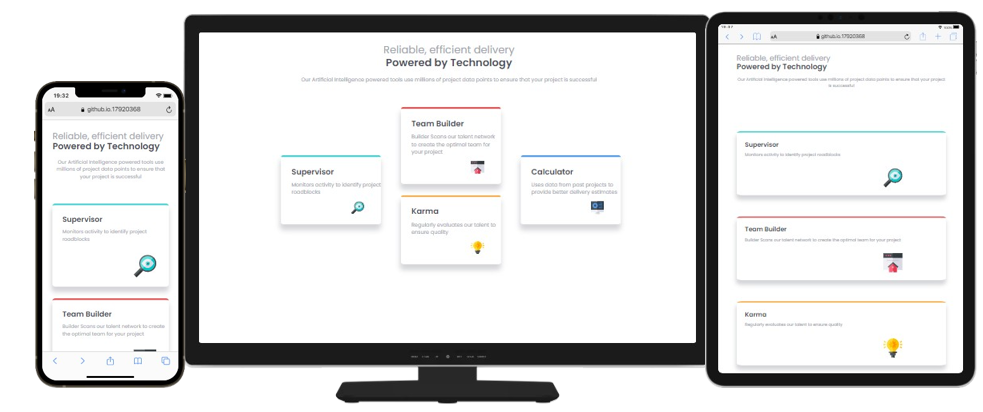 19:32
AA
github.io.17920368
Reliable, efficient delivery
Powered by Technology
Our Artificial Intelligence powered tools use
millions of project data points to ensure that
your project is successful
Supervisor
Monitors activity to identify project
roadblocks
Team Builder
Builder Scans our talent network to create
the optimal team for your project
Reliable, efficient delivery
Powered by Technology
Our Artificial Intelligence powered tools use millions of project data points to ensure that your project is successful
Team Builder
Builder Scans our talent network
to create the optimal team for
your project
Supervisor
Monitors activity to identify project
roadblocks
Calculator
Uses data from past projects to
provide better delivery estimates
Karma
Regularly evaluates our talent to
ensure quality
19:32
AA
github.io.17920368
Reliable, efficient delivery
Powered by Technology
Our Artificial Intelligence powered tools use millions of project data points to ensure that your project
is successful
Supervisor
Monitors activity to identify project roadblocks
Team Builder
Builder Scans our talent network to create the optimal team for your project
Karma
Regularly evaluates our talent to ensure quality